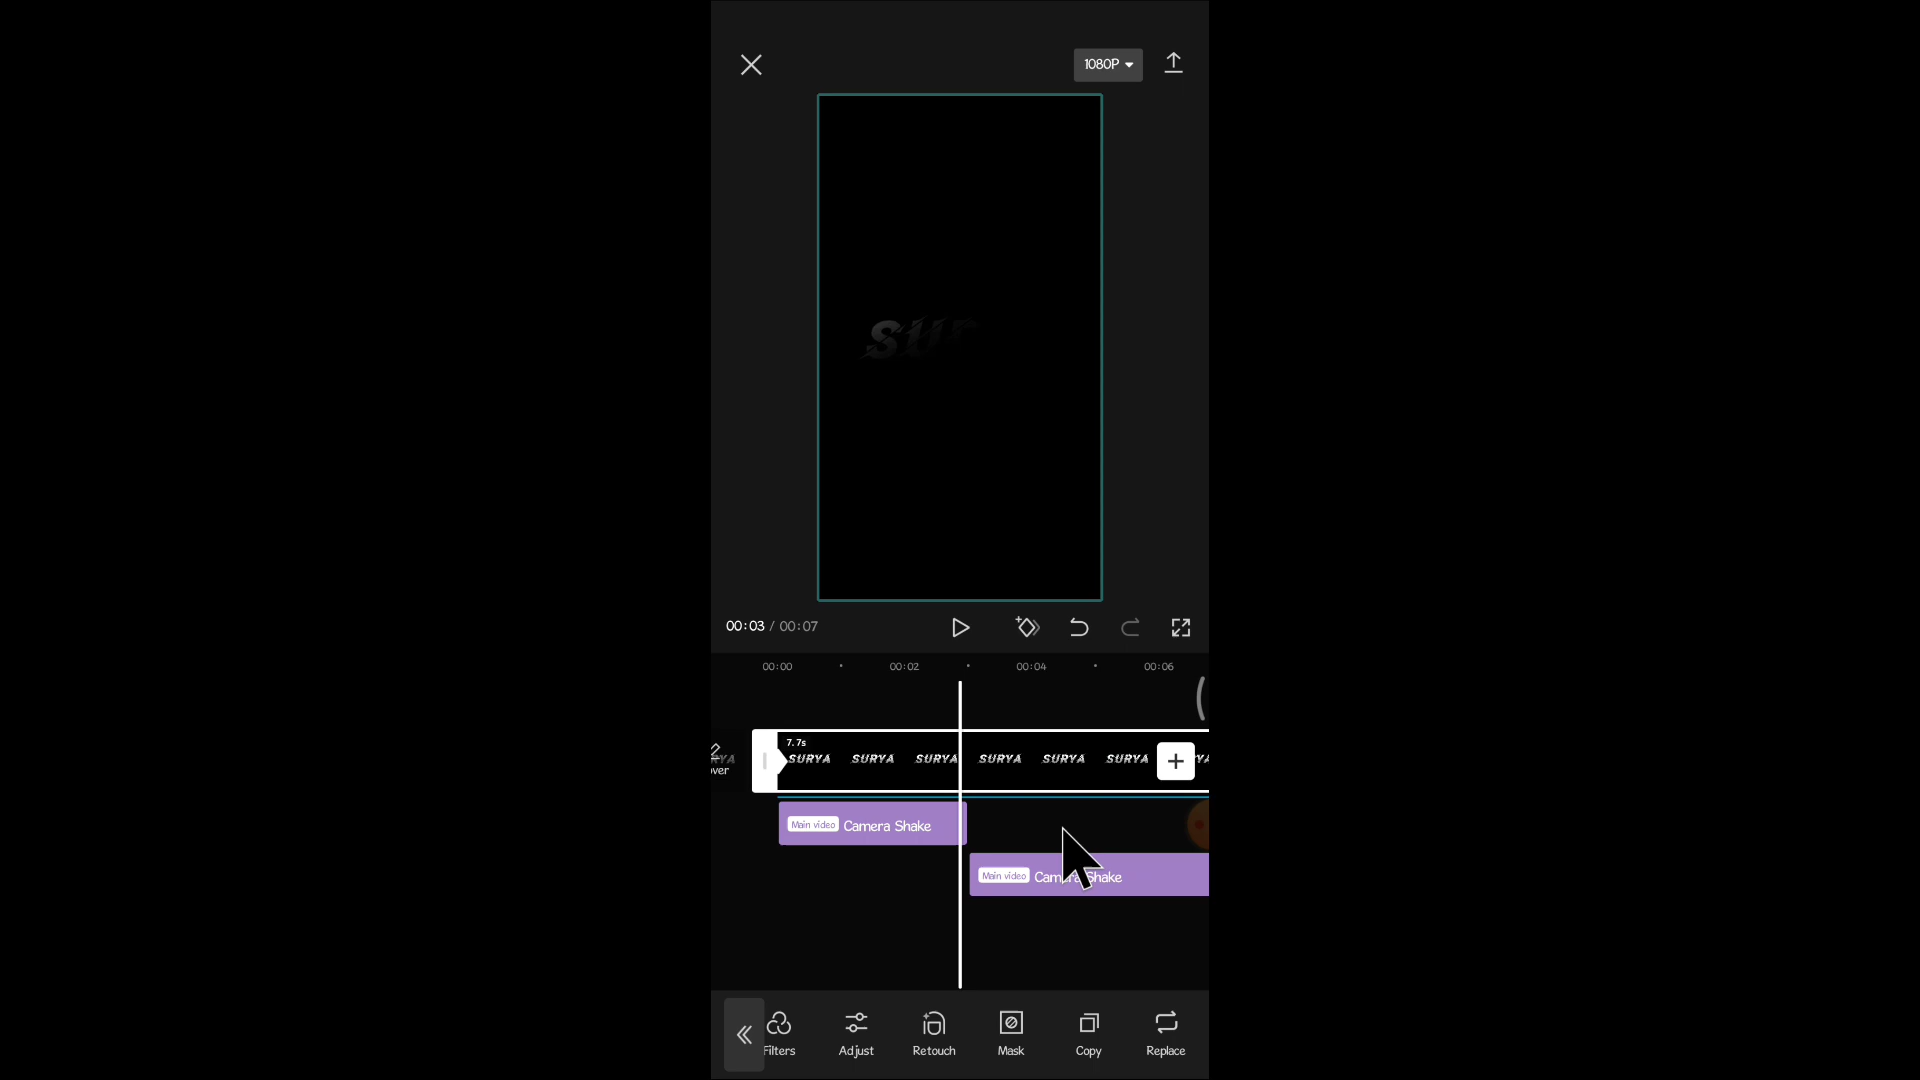 1080P
Sur
00:03 / 00:07
00:00 00:02 00:04 00:06
7.7s
SURYA SURYA SURYA SURYA SURYA SURYA
Main video Camera Shake
Main video Camera Shake
Filters Adjust Retouch Mask Copy Replace